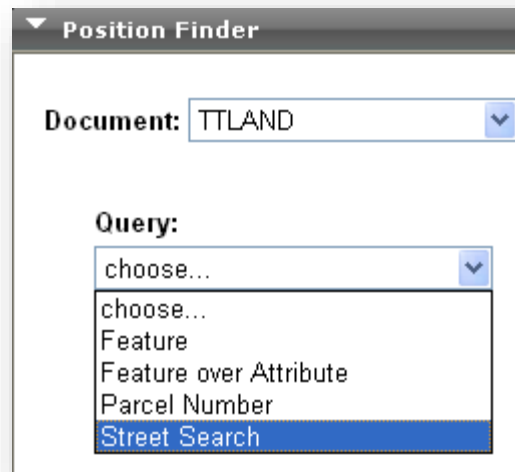 Position Finder
Document: TTLAND
Query:
choose...
choose...
Feature
Feature over Attribute
Parcel Number
Street Search